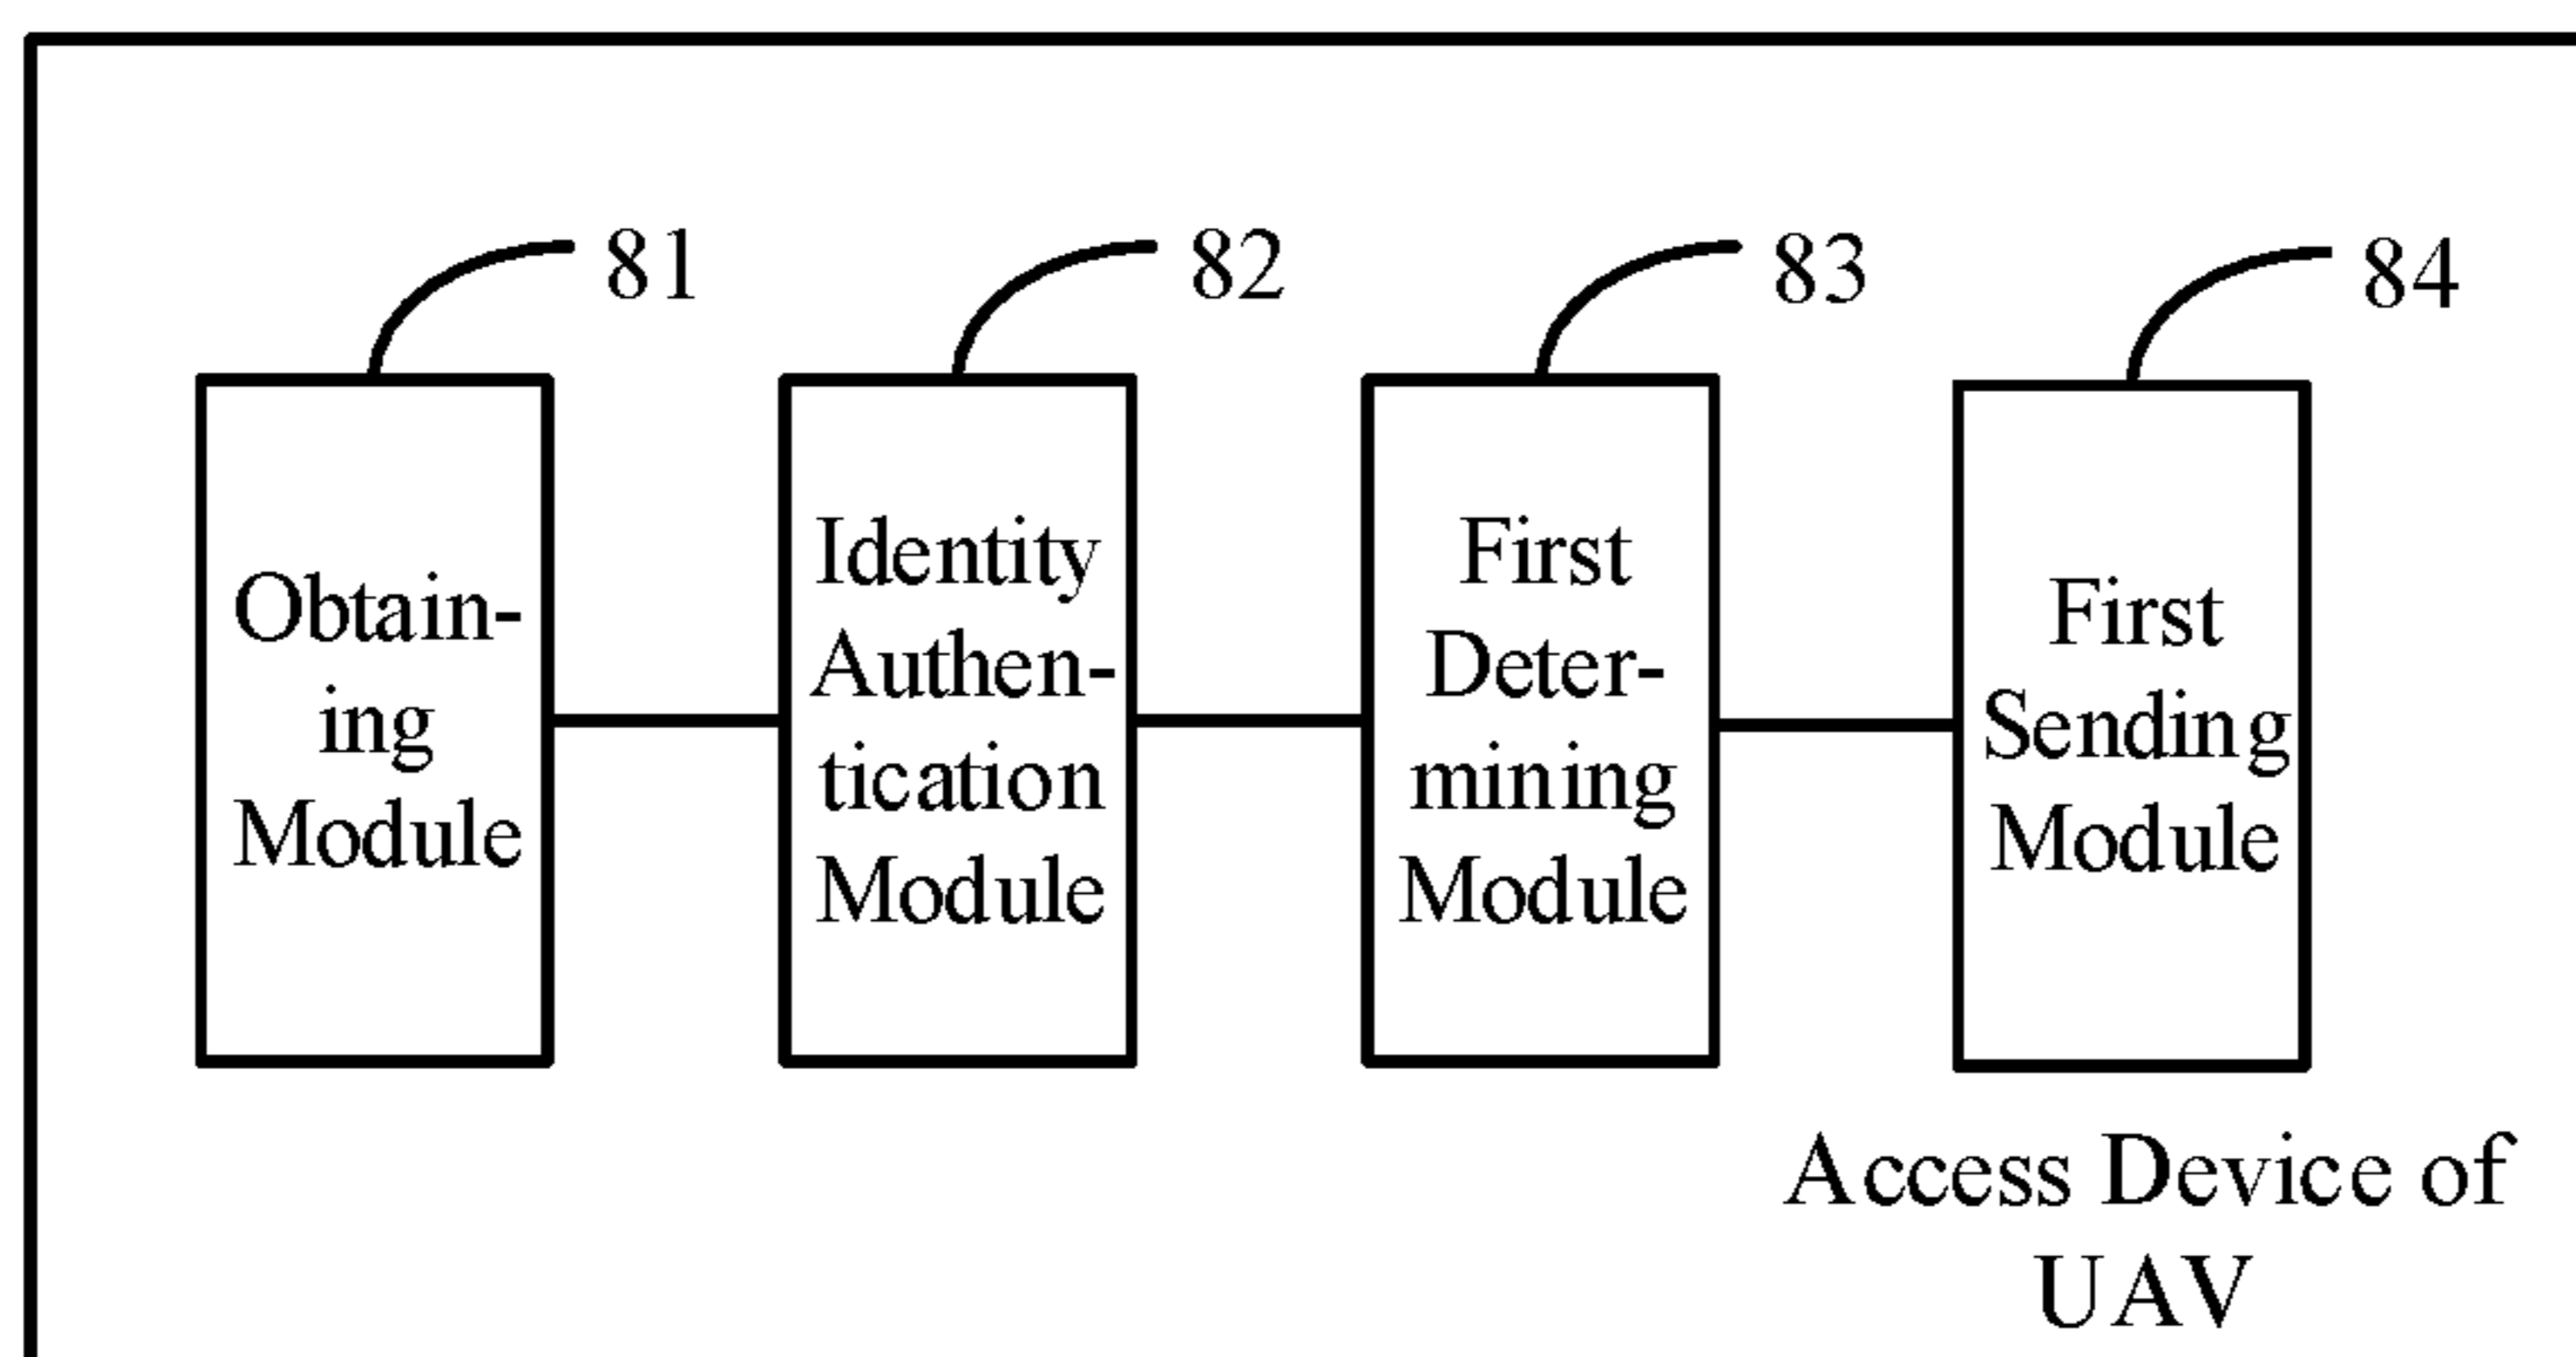 81
82
83
84
Obtain-
ing
Module
Identity
Authen-
tication
Module
First
Deter-
mining
Module
First
Sending
Module
Access Device of
UAV